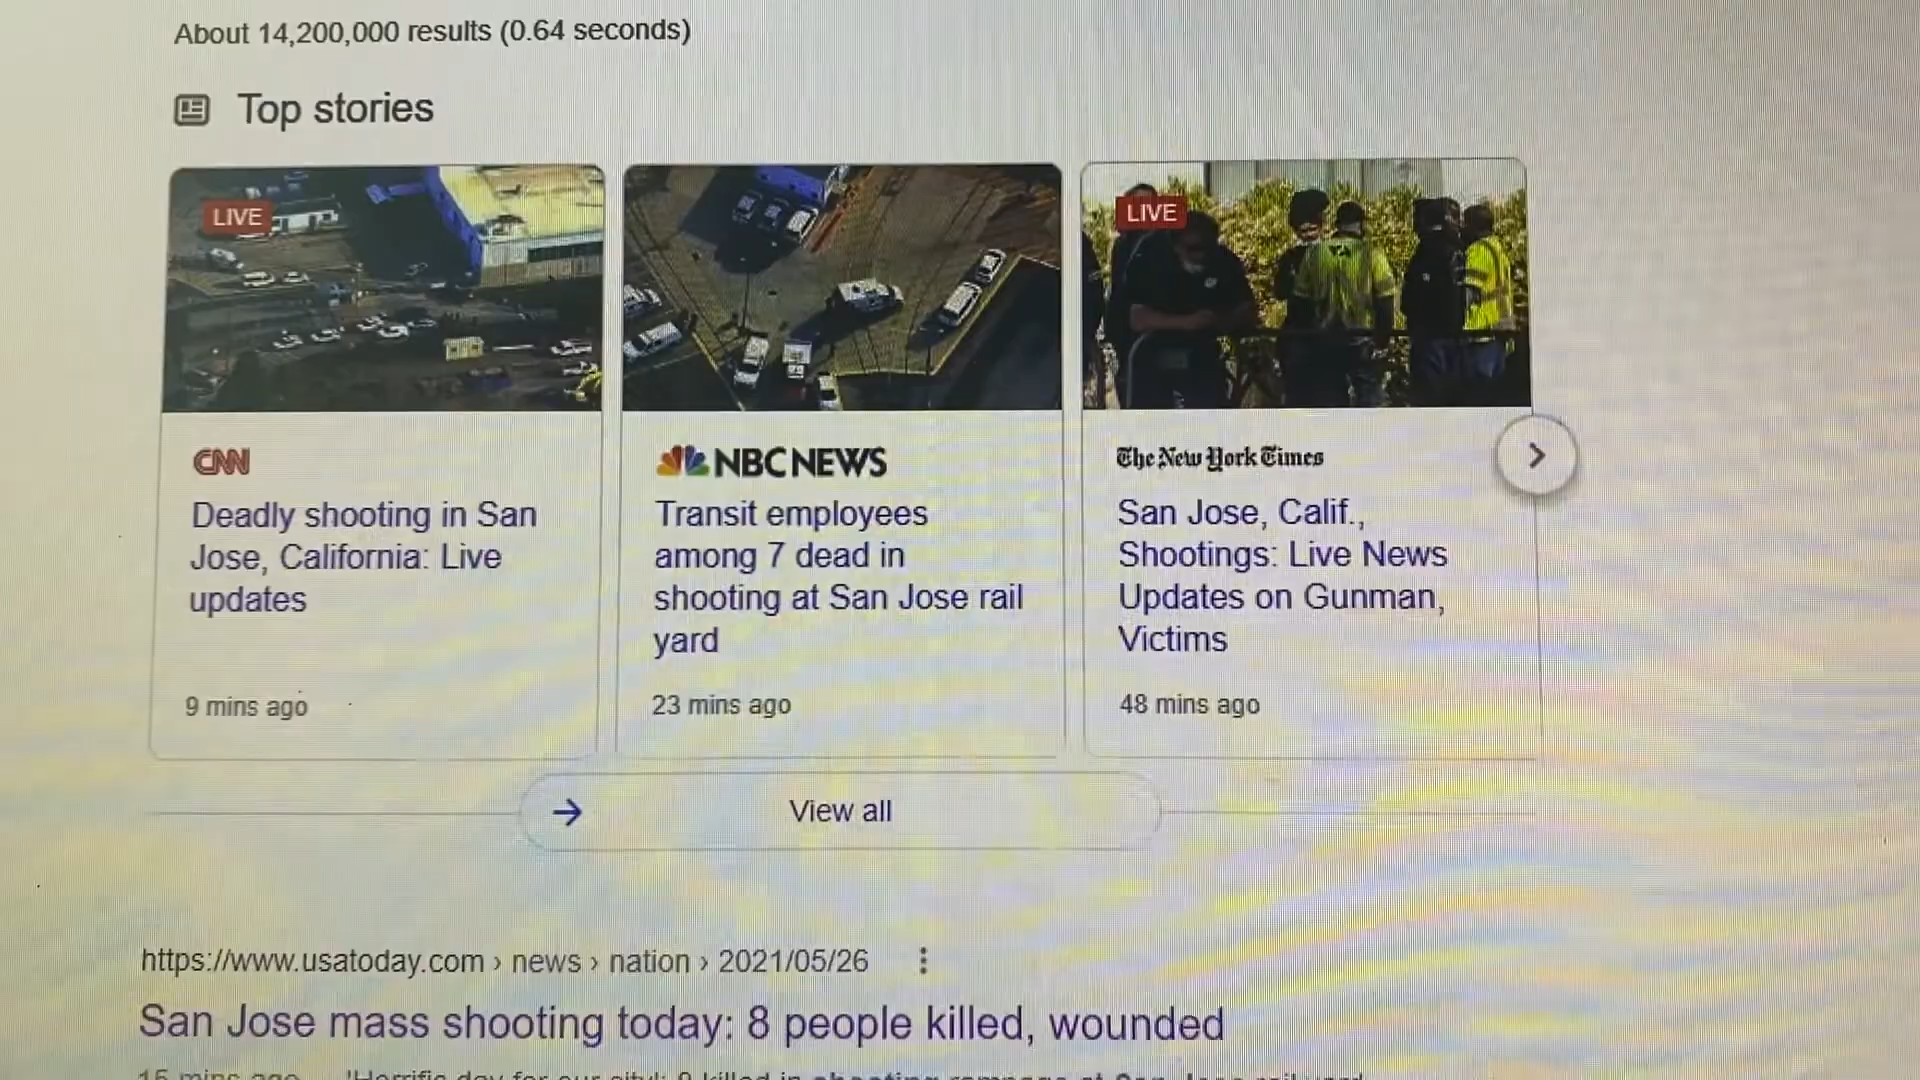 About 14,200,000 results (0.64 seconds)
Top stories
LIVE
CNN
Deadly shooting in San
Jose, California: Live
updates
9 mins ago
NBC NEWS
Transit employees
among 7 dead in
shooting at San Jose rail
yard
23 mins ago
LIVE
The New York Times
San Jose, Calif.,
Shootings: Live News
Updates on Gunman,
Victims
48 mins ago
View all
https://www.usatoday.com › news › nation › 2021/05/26
San Jose mass shooting today: 8 people killed, wounded